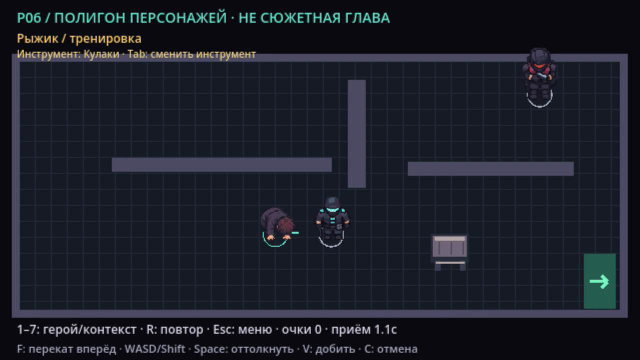 P06 / ПОЛИГОН ПЕРСОНАЖЕЙ · НЕ СЮЖЕТНАЯ ГЛАВА
Рыжик / тренировка
Инструмент: Кулаки · Tab: сменить инструмент
1–7: герой/контекст · R: повтор · Esc: меню · очки 0 · приём 1.1с
F: перекат вперёд · WASD/Shift · Space: оттолкнуть · V: добить · C: отмена